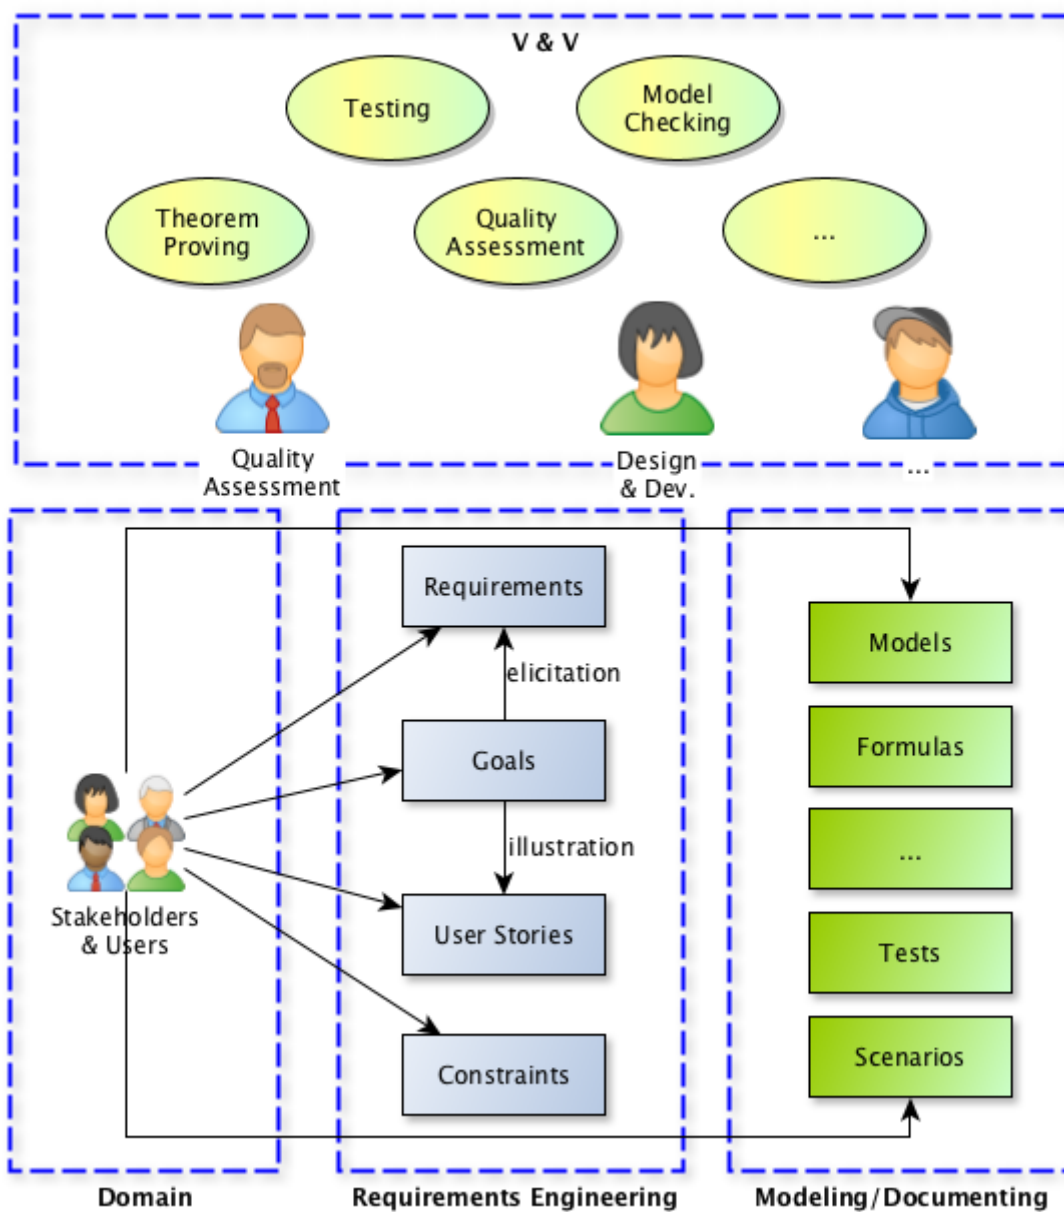 V & V
Testing
Model
Checking
Theorem
Proving
Quality
Assessment
...
Quality
Assessment
Design
& Dev.
...
Requirements
elicitation
Models
Goals
Formulas
illustration
...
Stakeholders
& Users
User Stories
Tests
Constraints
Scenarios
Domain
Requirements Engineering
Modeling/Documenting